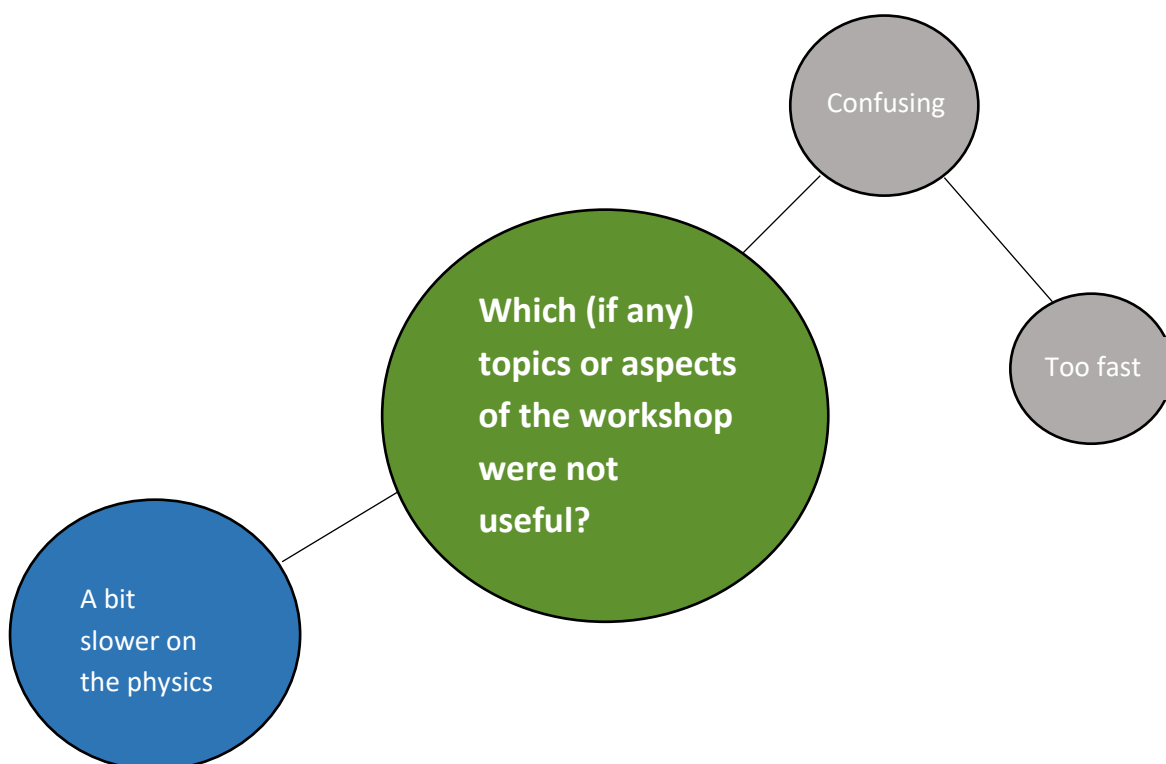 Confusing
Which (if any)
topics or aspects
of the workshop
were not
useful?
Too fast
A bit
slower on
the physics